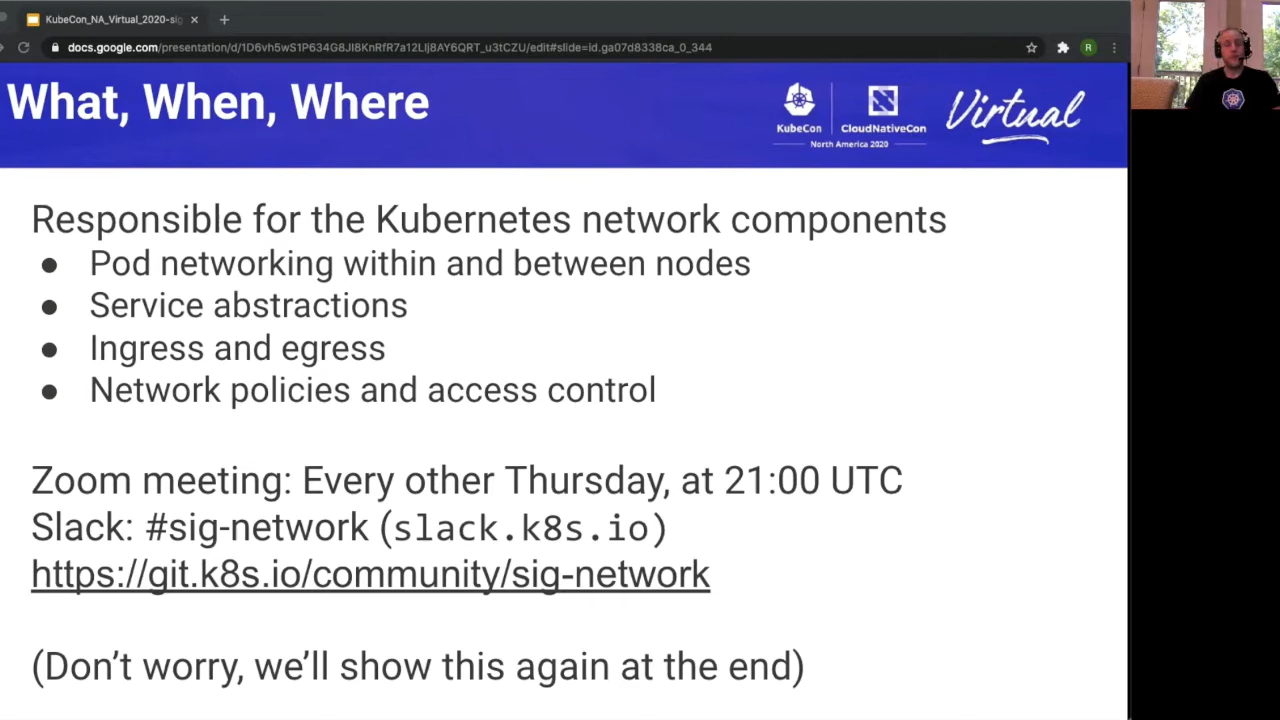 KubeCon_NA_Virtual_2020-sig
docs.google.com/presentation/d/1D6vh5wS1P634G8JI8KnRfR7a12LIj8AY6QRT_u3tCZU/edit#slide=id.ga07d8338ca_0_344
R
What, When, Where
KubeCon
CloudNativeCon
North America 2020
Virtual
Responsible for the Kubernetes network components
● Pod networking within and between nodes
● Service abstractions
● Ingress and egress
● Network policies and access control
Zoom meeting: Every other Thursday, at 21:00 UTC
Slack: #sig-network (slack.k8s.io)
https://git.k8s.io/community/sig-network
(Don’t worry, we’ll show this again at the end)